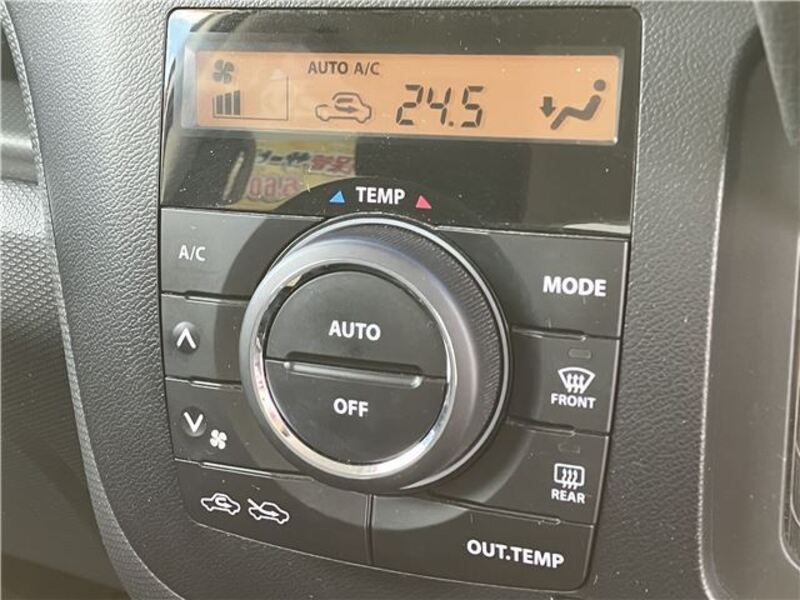 AUTO A/C
24.5
TEMP
A/C
MODE
AUTO
OFF
FRONT
REAR
OUT.TEMP